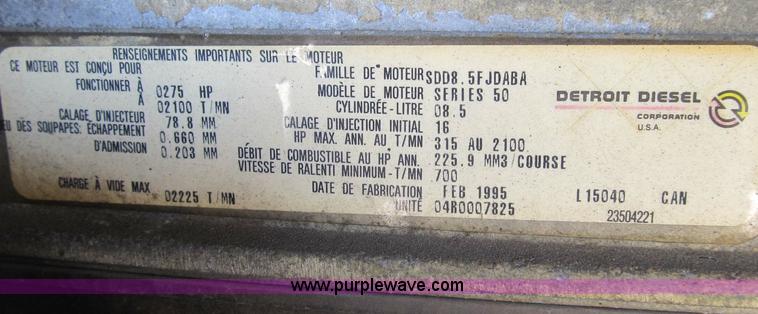 RENSEIGNEMENTS IMPORTANTS SUR LE MOTEUR
CE MOTEUR EST CONÇU POUR
FONCTIONNER À 0275 HP
À 02100 T/MN
CALAGE D'INJECTEUR 78.8 MM
JEU DES SOUPAPES: ÉCHAPPEMENT 0.660 MM
D'ADMISSION 0.203 MM
CHARGE À VIDE MAX 02225 T/MN
FAMILLE DE MOTEUR SDD8.5FJDABA
MODÈLE DE MOTEUR SERIES 50
CYLINDRÉE-LITRE 08.5
CALAGE D'INJECTION INITIAL 16
HP MAX. ANN. AU T/MN 315 AU 2100
DÉBIT DE COMBUSTIBLE AU HP ANN. 225.9 MM3/COURSE
VITESSE DE RALENTI MINIMUM-T/MN 700
DATE DE FABRICATION FEB 1995
UNITÉ 04R0007825
DETROIT DIESEL
CORPORATION
U.S.A.
L15040 CAN
23504221
www.purplewave.com